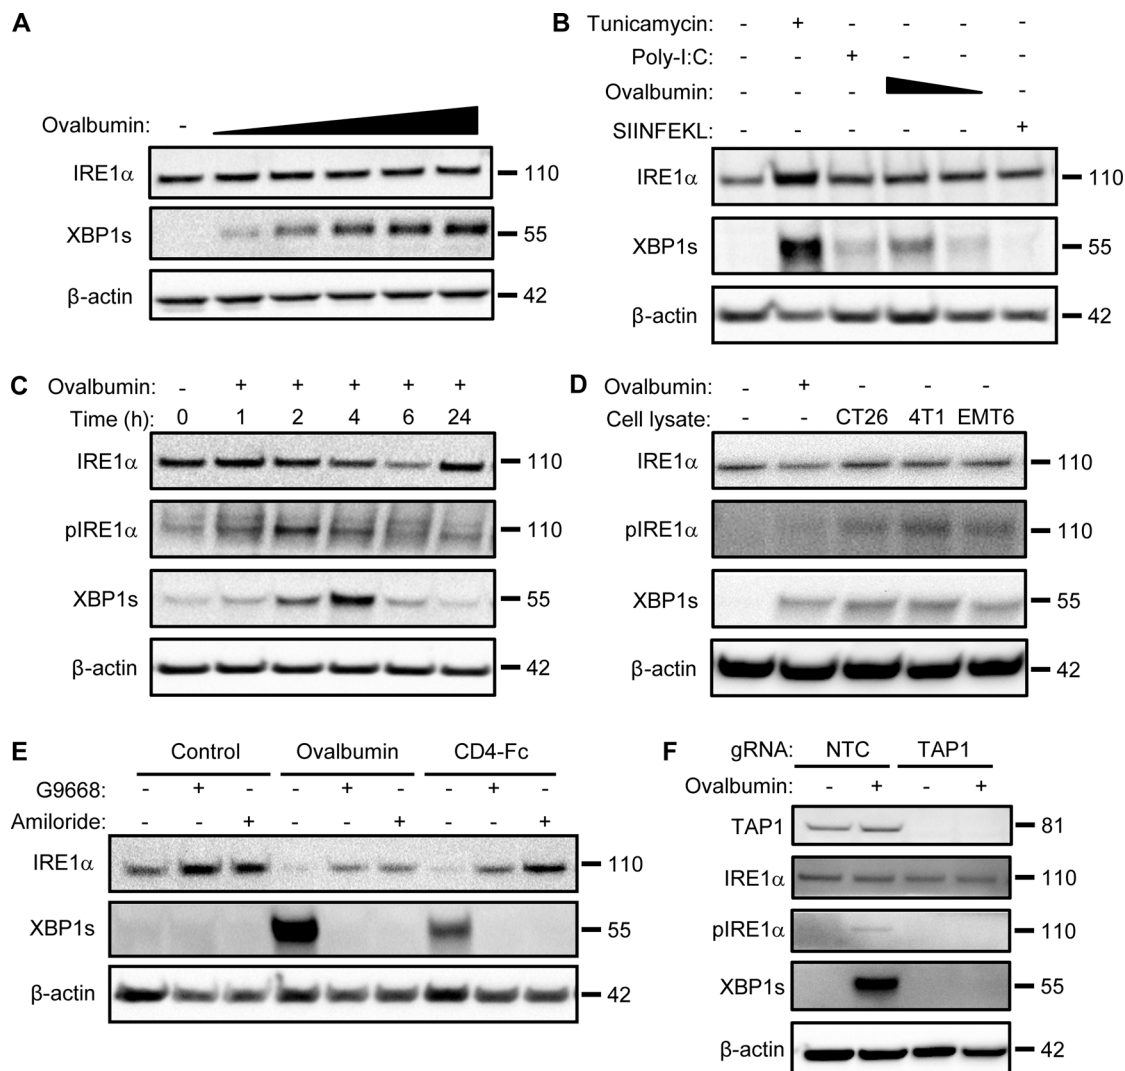 A
Ovalbumin: -
IRE1α 110
XBP1s 55
β-actin 42
B
Tunicamycin: - + - - - -
Poly-I:C: - - + - - -
Ovalbumin: - - - -
SIINFEKL: - - - - - +
IRE1α 110
XBP1s 55
β-actin 42
C
Ovalbumin: - + + + + +
Time (h): 0 1 2 4 6 24
IRE1α 110
pIRE1α 110
XBP1s 55
β-actin 42
D
Ovalbumin: - + - - -
Cell lysate: - - CT26 4T1 EMT6
IRE1α 110
pIRE1α 110
XBP1s 55
β-actin 42
E
Control Ovalbumin CD4-Fc
G9668: - + - - + - - + -
Amiloride: - - + - - + - - +
IRE1α 110
XBP1s 55
β-actin 42
F
gRNA: NTC TAP1
Ovalbumin: - + - +
TAP1 81
IRE1α 110
pIRE1α 110
XBP1s 55
β-actin 42